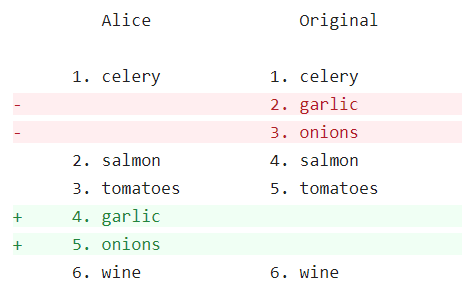 Alice Original
1. celery 1. celery
- 2. garlic
- 3. onions
2. salmon 4. salmon
3. tomatoes 5. tomatoes
+ 4. garlic
+ 5. onions
6. wine 6. wine